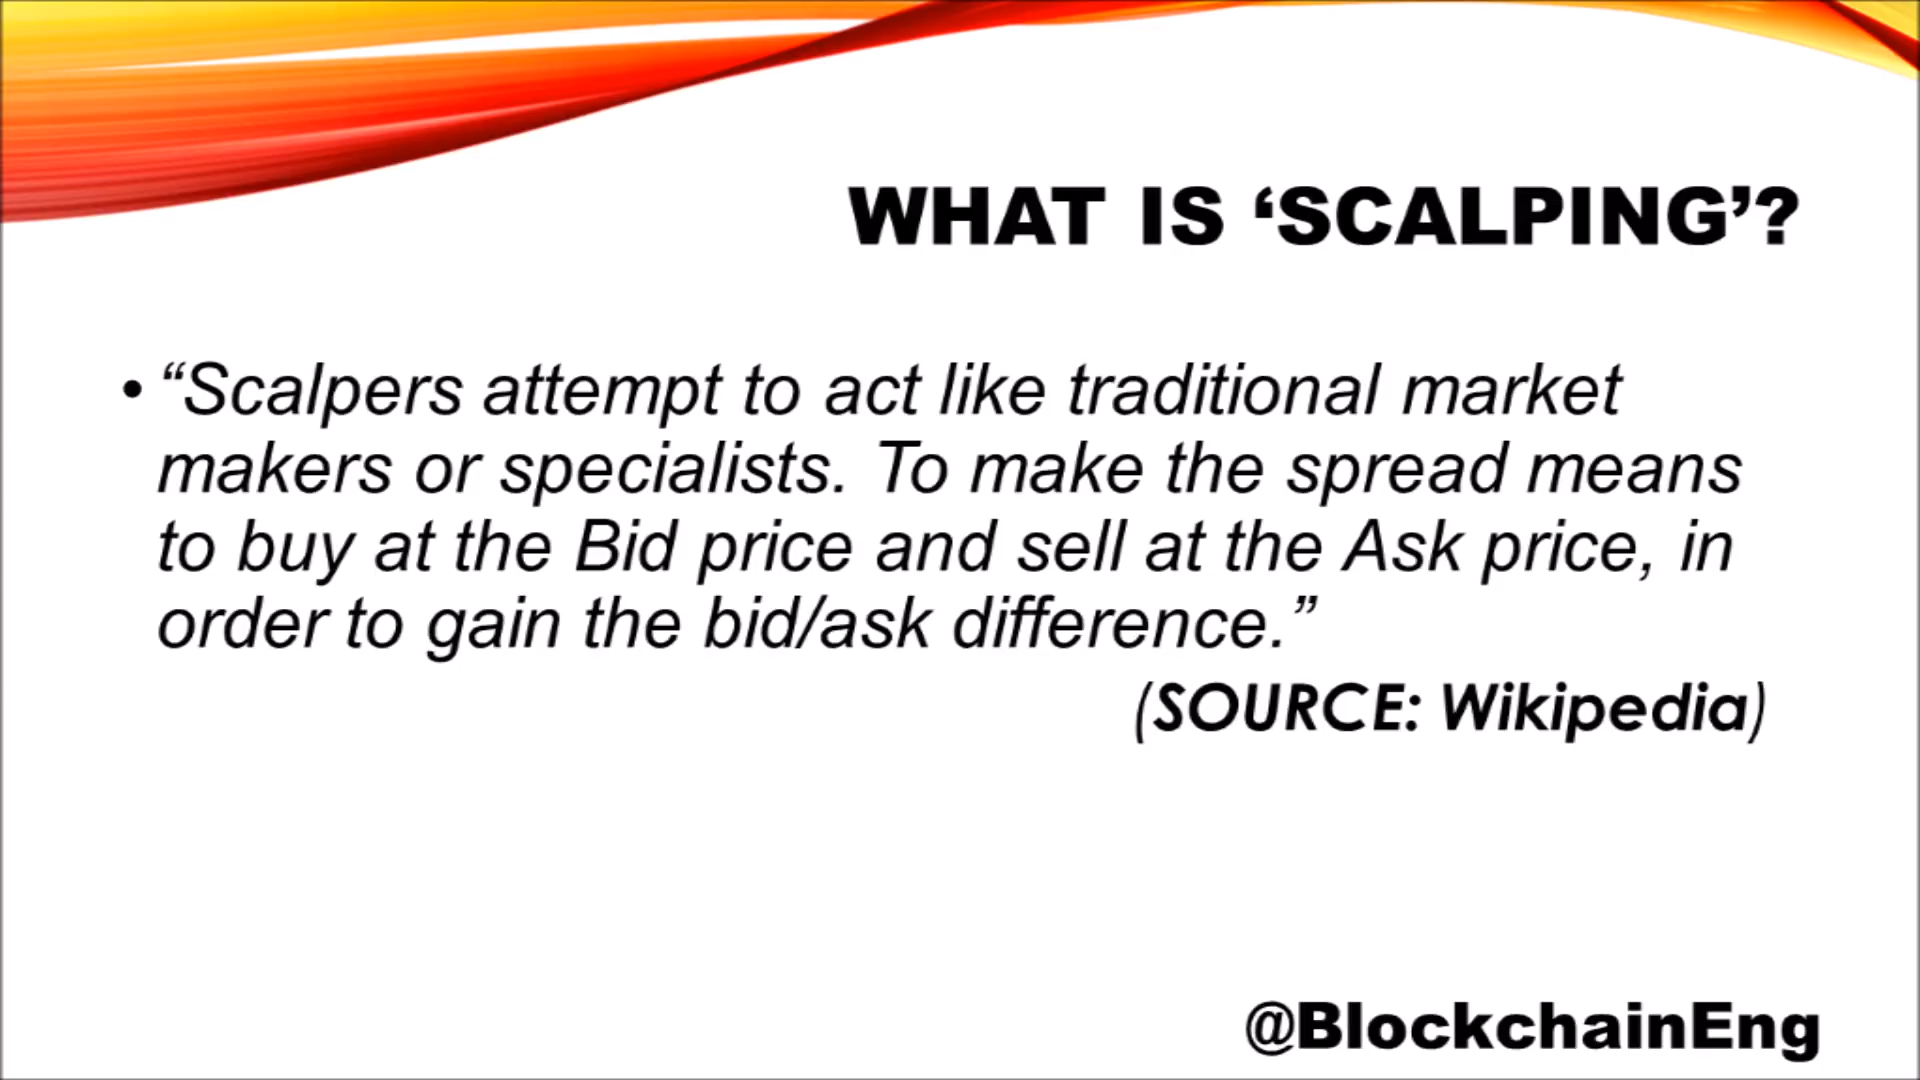 WHAT IS ‘SCALPING’?
• “Scalpers attempt to act like traditional market
makers or specialists. To make the spread means
to buy at the Bid price and sell at the Ask price, in
order to gain the bid/ask difference.”
(SOURCE: Wikipedia)
@BlockchainEng